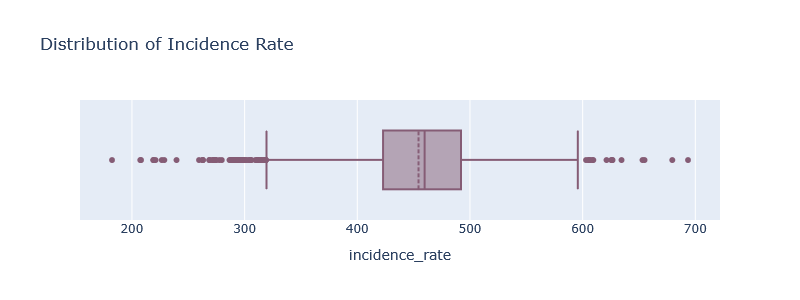 Distribution of Incidence Rate
200 300 400 500 600 700
incidence_rate